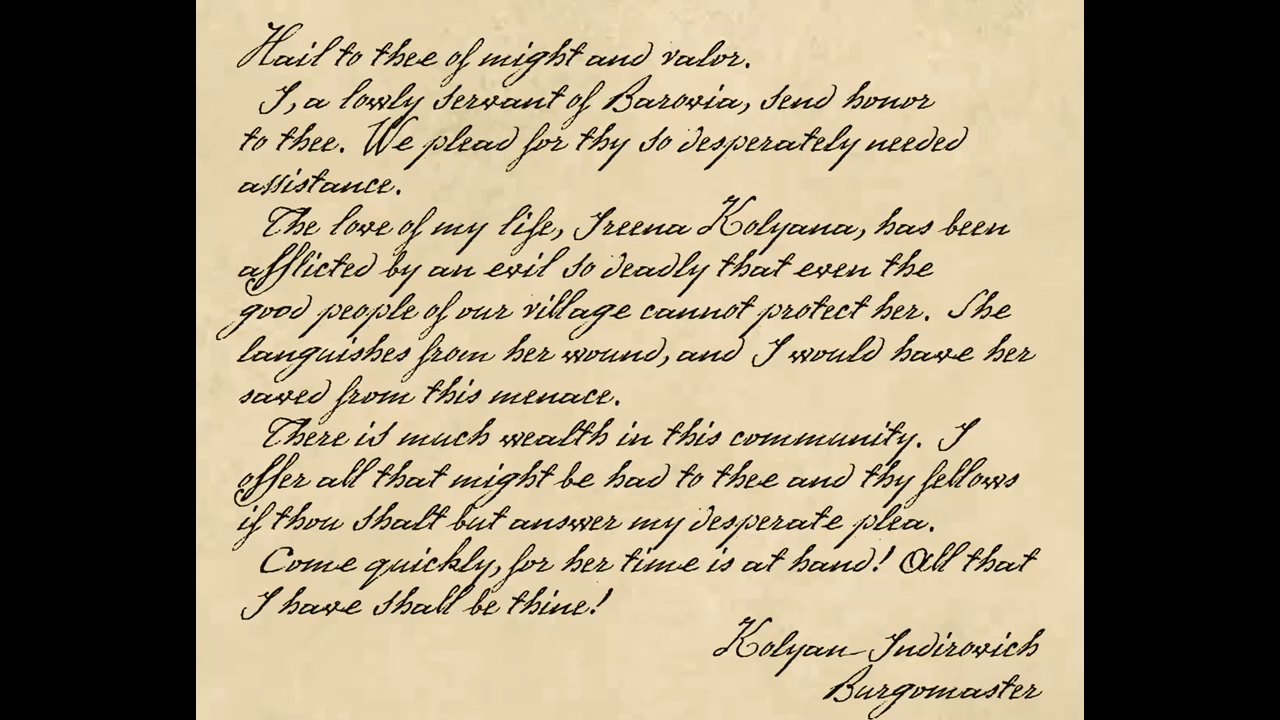 Hail to thee of might and valor.
I, a lowly servant of Barovia, send honor
to thee. We plead for thy so desperately needed
assistance.
The love of my life, Ireena Kolyana, has been
afflicted by an evil so deadly that even the
good people of our village cannot protect her. She
languishes from her wound, and I would have her
saved from this menace.
There is much wealth in this community. I
offer all that might be had to thee and thy fellows
if thou shalt but answer my desperate plea.
Come quickly, for her time is at hand! All that
I have shall be thine!
Kolyan Indirovich
Burgomaster